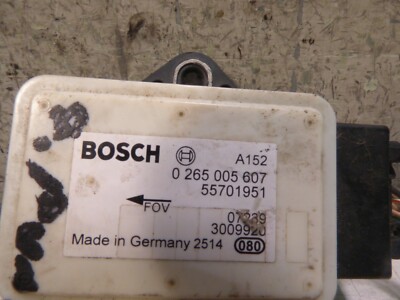 BOSCH A152
0 265 005 607
55701951
FOV
07239
3009920
Made in Germany 2514 080